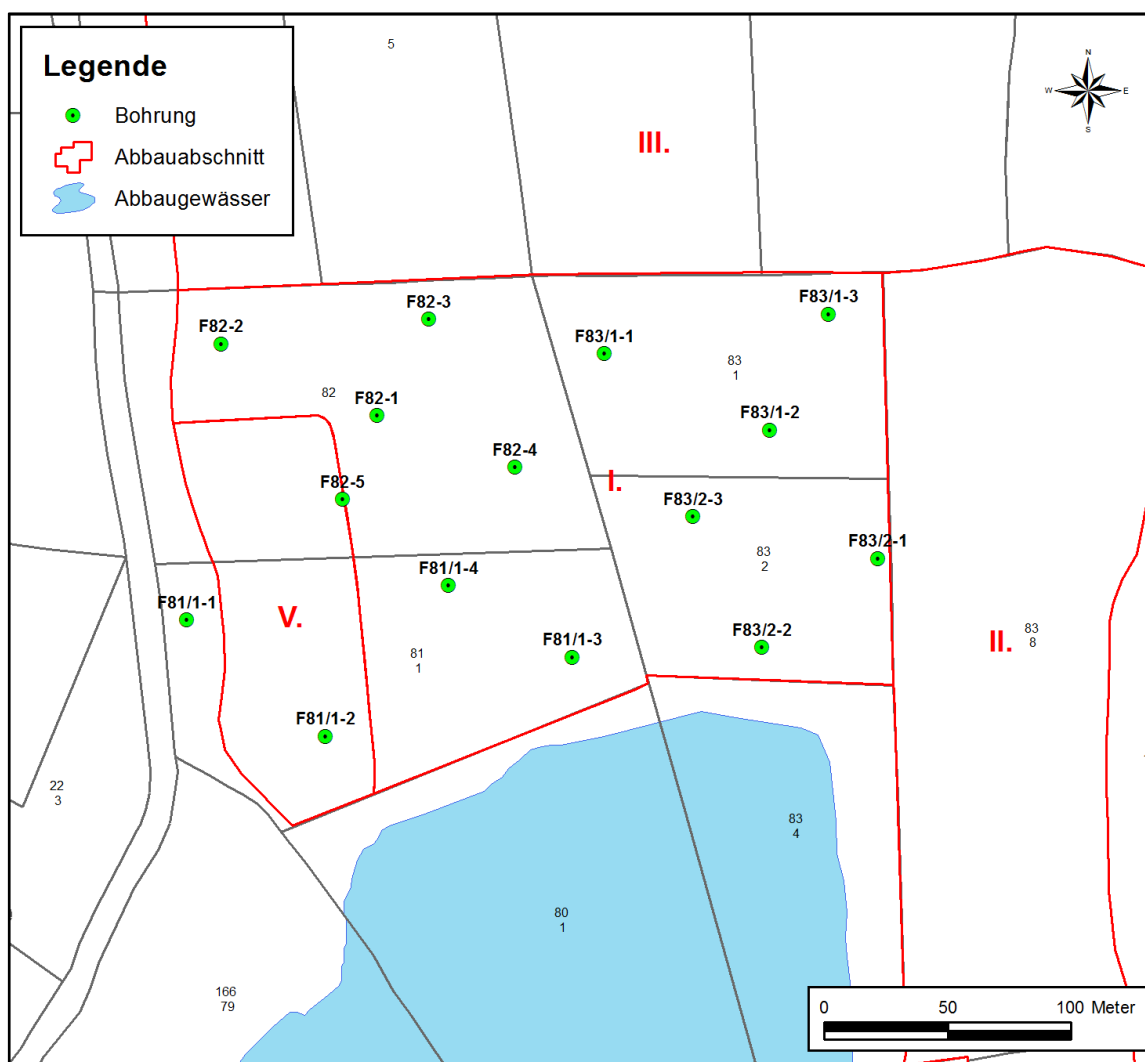 Legende
Bohrung
Abbauabschnitt
Abbaugewässer
5
N
W
E
S
III.
F83/1-3
F82-3
F82-2
F83/1-1
83
1
82
F82-1
F83/1-2
F82-4
I.
F82-5
F83/2-3
F83/2-1
83
2
F81/1-4
F81/1-1
V.
F83/2-2
F81/1-3
83
8
II.
81
1
F81/1-2
22
3
83
4
80
1
166
79
0
50
100 Meter